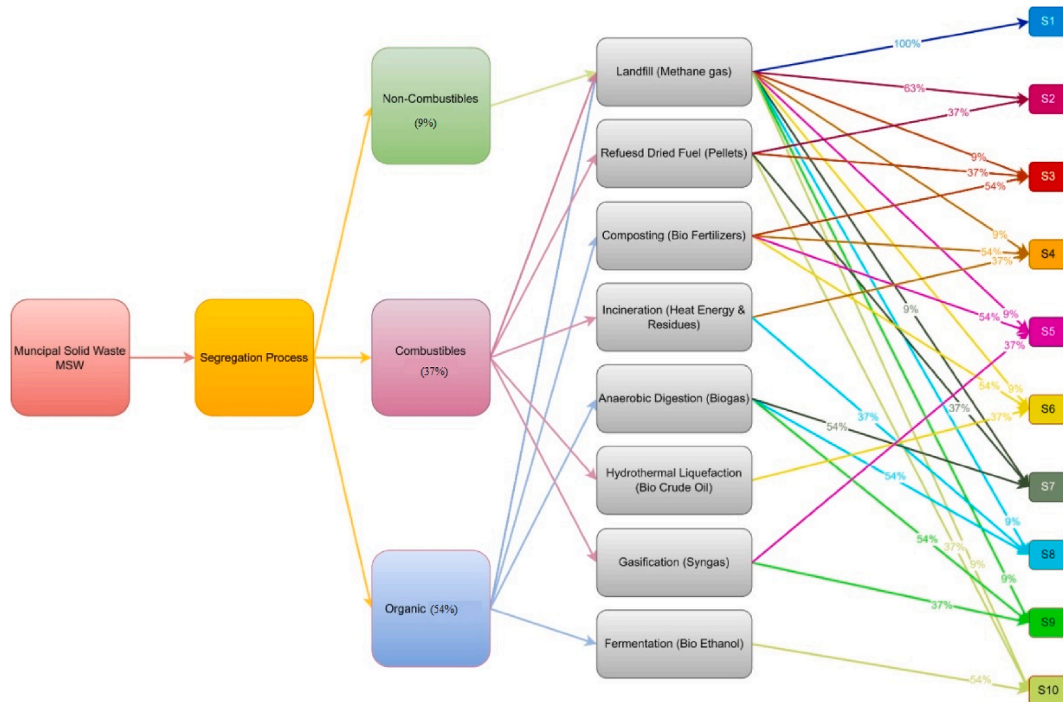 S1
100%
Landfill (Methane gas)
Non-Combustibles
(9%)
63%
S2
37%
Refuesd Dried Fuel (Pellets)
9%
37%
S3
54%
Composting (Bio Fertilizers)
9%
54%
S4
37%
Incineration (Heat Energy &
Residues)
9%
9%
54%
S5
37%
Muncipal Solid Waste
MSW
Segregation Process
Combustibles
(37%)
Anaerobic Digestion (Biogas)
54%
9%
S6
37%
37%
37%
54%
Hydrothermal Liquefaction
(Bio Crude Oil)
54%
S7
9%
54%
37%
S8
Gasification (Syngas)
9%
9%
37%
S9
Organic (54%)
Fermentation (Bio Ethanol)
54%
S10